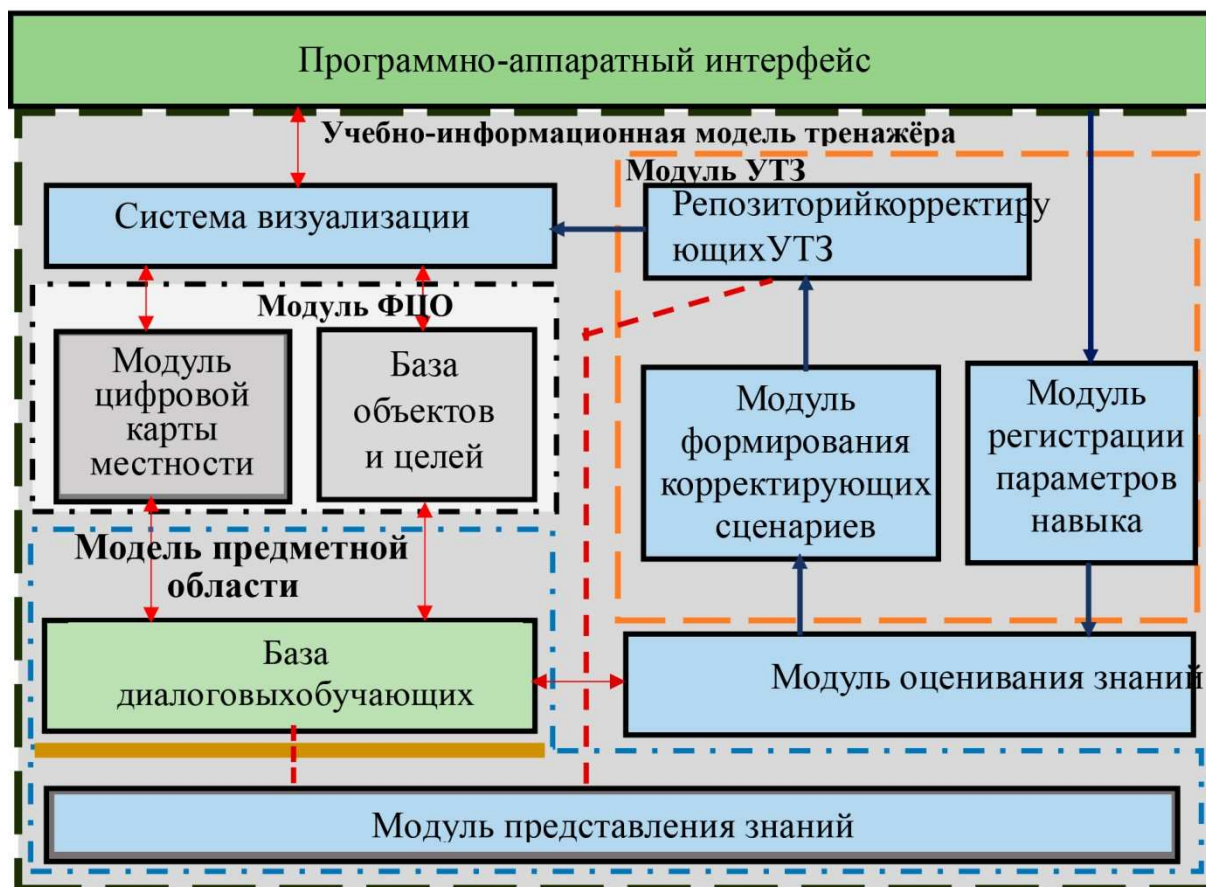 Программно-аппаратный интерфейс
Учебно-информационная модель тренажёра
Модуль УТЗ
Система визуализации
Репозиторийкорректиру
ющихУТЗ
Модуль ФЦО
Модуль
цифровой
карты
местности
База
объектов
и целей
Модуль
формирования
корректирующих
сценариев
Модуль
регистрации
параметров
навыка
Модель предметной
области
База
диалоговыхобучающих
Модуль оценивания знаний
Модуль представления знаний